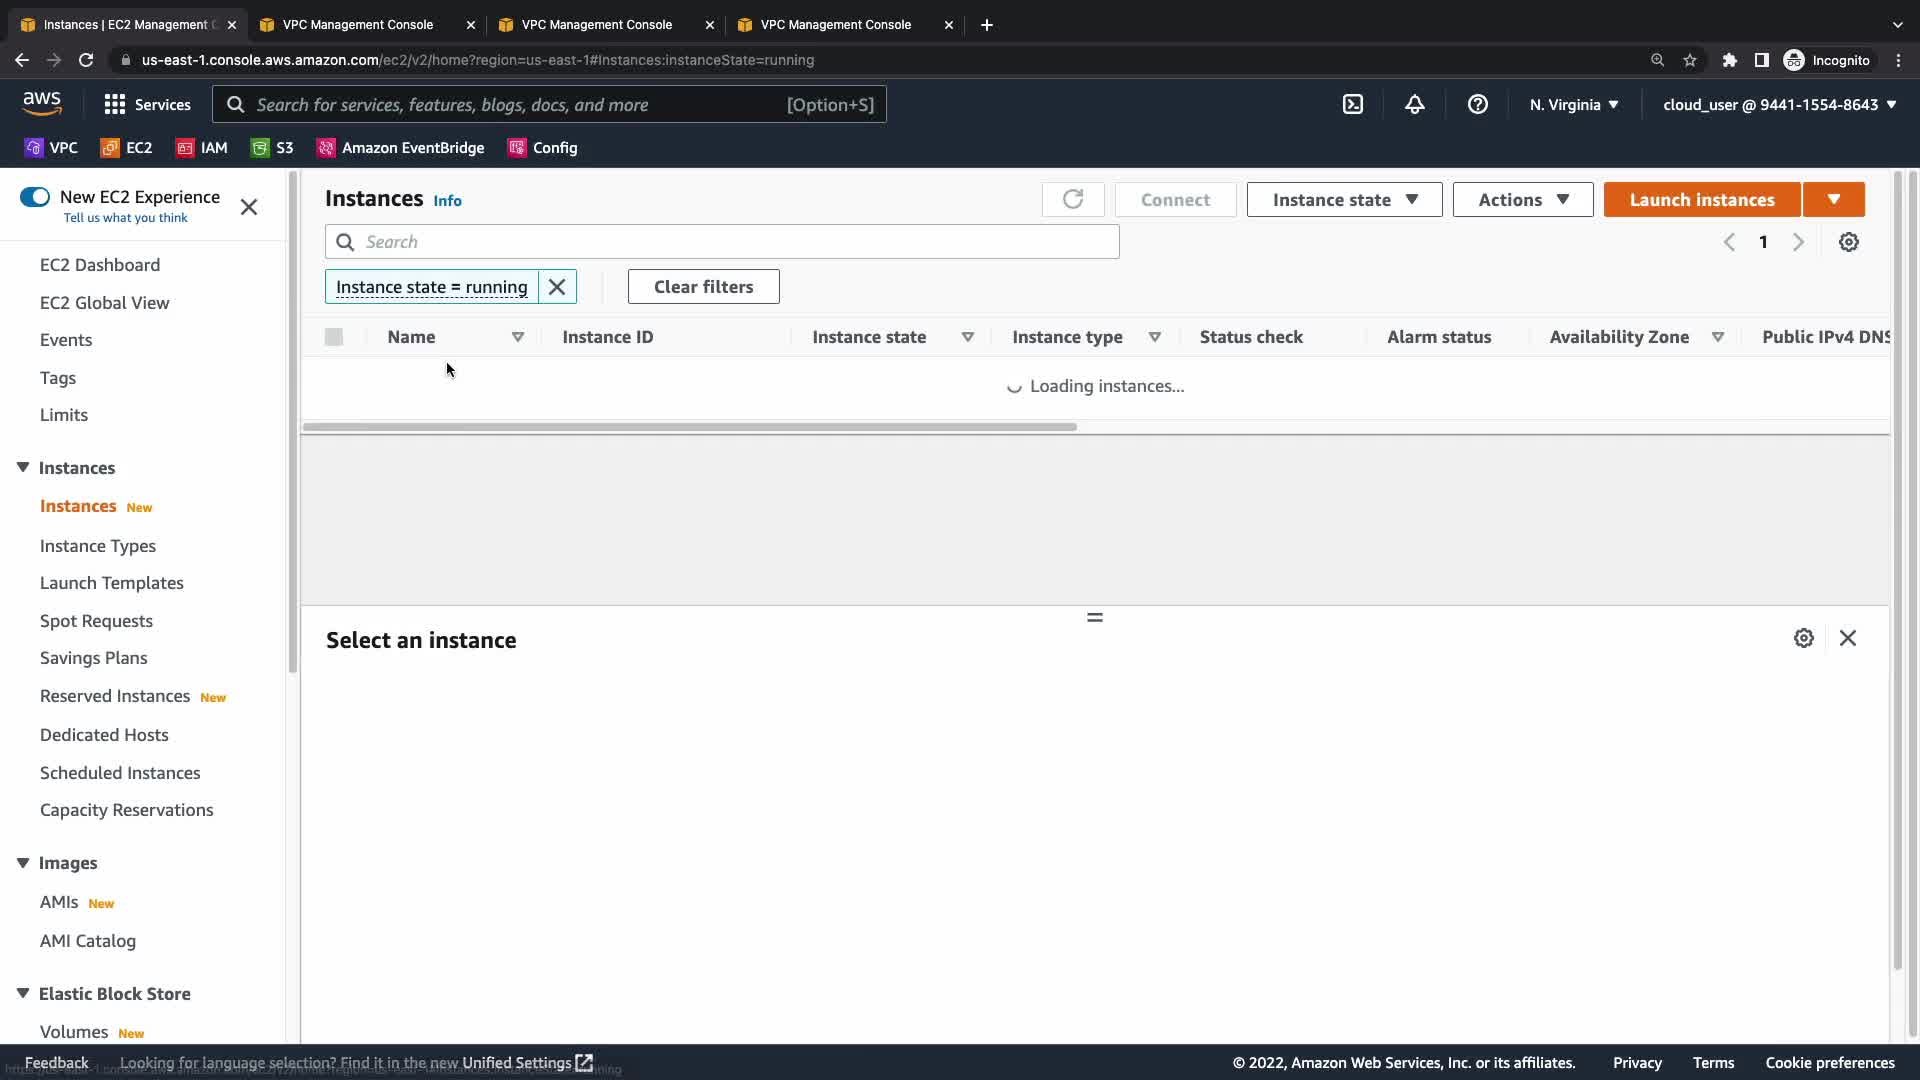 Instances | EC2 Management C
VPC Management Console
VPC Management Console
VPC Management Console
us-east-1.console.aws.amazon.com/ec2/v2/home?region=us-east-1#Instances:instanceState=running
Incognito
aws
Services
Search for services, features, blogs, docs, and more
[Option+S]
N. Virginia
cloud_user @ 9441-1554-8643
VPC
EC2
IAM
S3
Amazon EventBridge
Config
New EC2 Experience
Tell us what you think
EC2 Dashboard
EC2 Global View
Events
Tags
Limits
Instances
Instances New
Instance Types
Launch Templates
Spot Requests
Savings Plans
Reserved Instances New
Dedicated Hosts
Scheduled Instances
Capacity Reservations
Images
AMIs New
AMI Catalog
Elastic Block Store
Volumes New
Instances Info
Connect
Instance state
Actions
Launch instances
Search
1
Instance state = running
Clear filters
Name
Instance ID
Instance state
Instance type
Status check
Alarm status
Availability Zone
Public IPv4 DNS
Loading instances...
Select an instance
Feedback
Looking for language selection? Find it in the new Unified Settings
© 2022, Amazon Web Services, Inc. or its affiliates.
Privacy
Terms
Cookie preferences